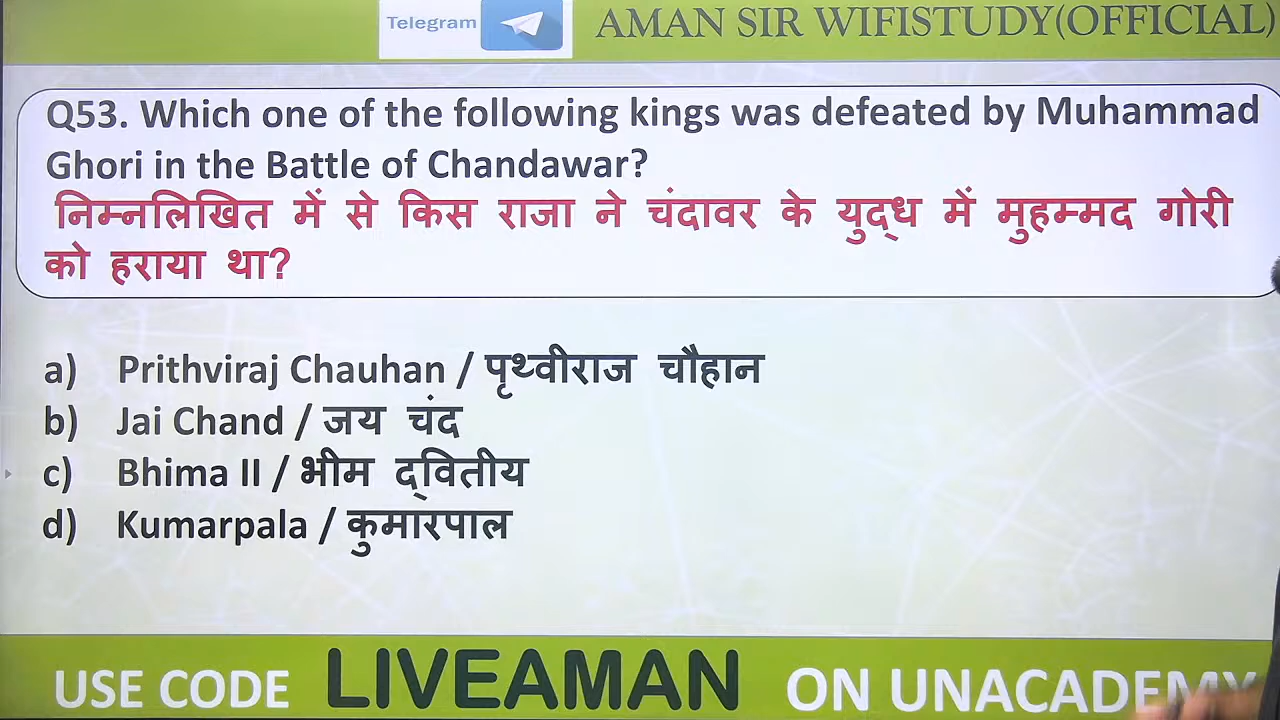 Telegram
AMAN SIR WIFISTUDY(OFFICIAL)
Q53. Which one of the following kings was defeated by Muhammad
Ghori in the Battle of Chandawar?
निम्नलिखित में से किस राजा ने चंदावर के युद्ध में मुहम्मद गोरी
को हराया था?
a) Prithviraj Chauhan / पृथ्वीराज चौहान
b) Jai Chand / जय चंद
c) Bhima II / भीम द्वितीय
d) Kumarpala / कुमारपाल
USE CODE LIVEAMAN ON UNACADEMY